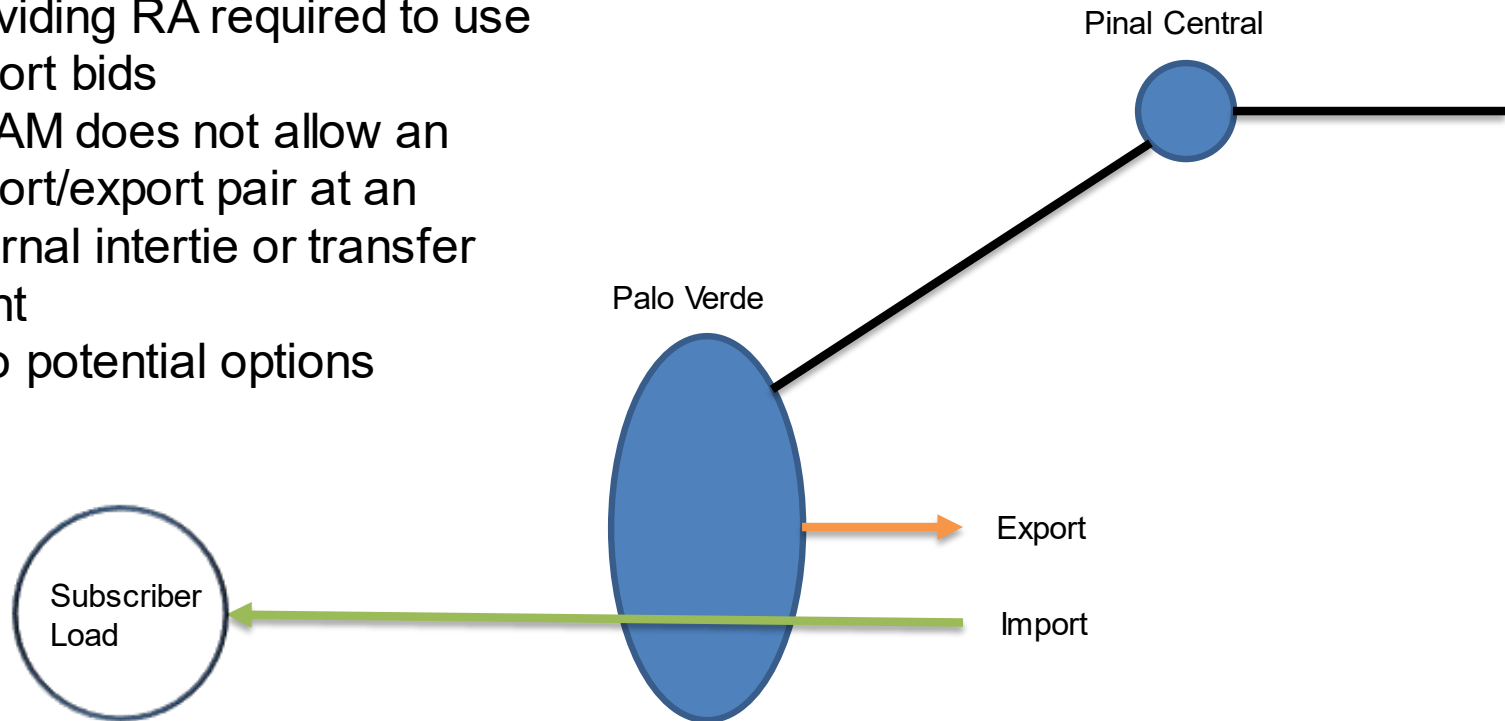 viding RA required to use
ort bids
AM does not allow an
ort/export pair at an
rnal intertie or transfer
nt
o potential options
Pinal Central
Palo Verde
Export
Subscriber
Load
Import